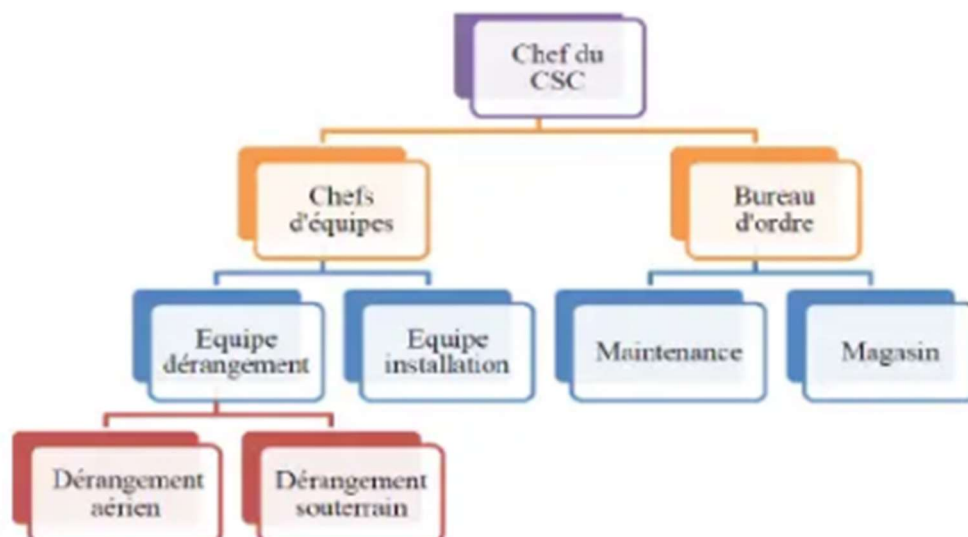 Chef du
CSC
Chefs
d'équipes
Bureau
d'ordre
Equipe
dérangement
Equipe
installation
Maintenance
Magasin
Dérangement
aérien
Dérangement
souterrain